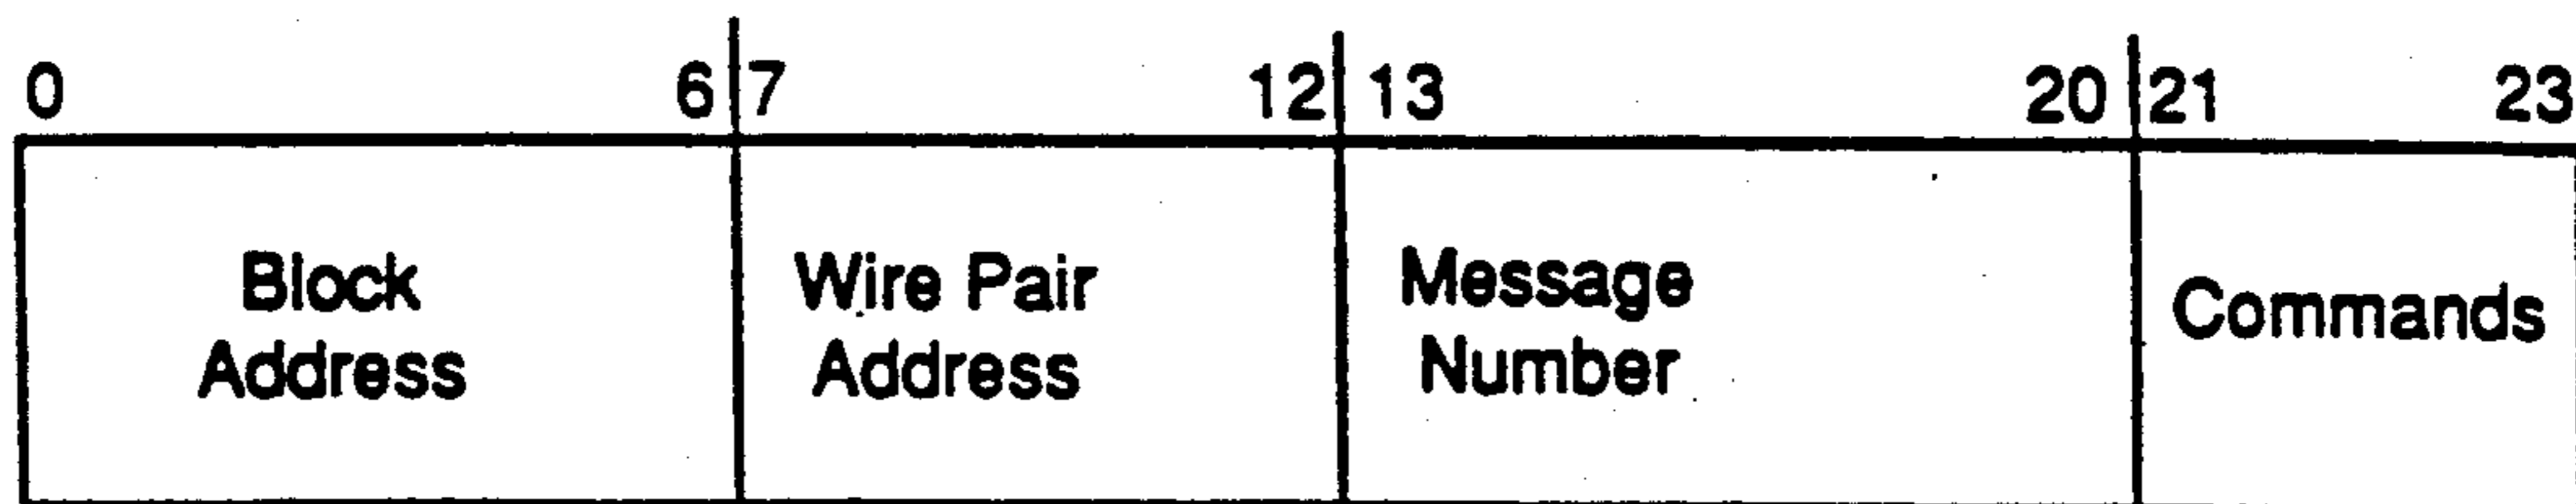 0 6 7 12 13 20 21 23
Block
Address
Wire Pair
Address
Message
Number
Commands